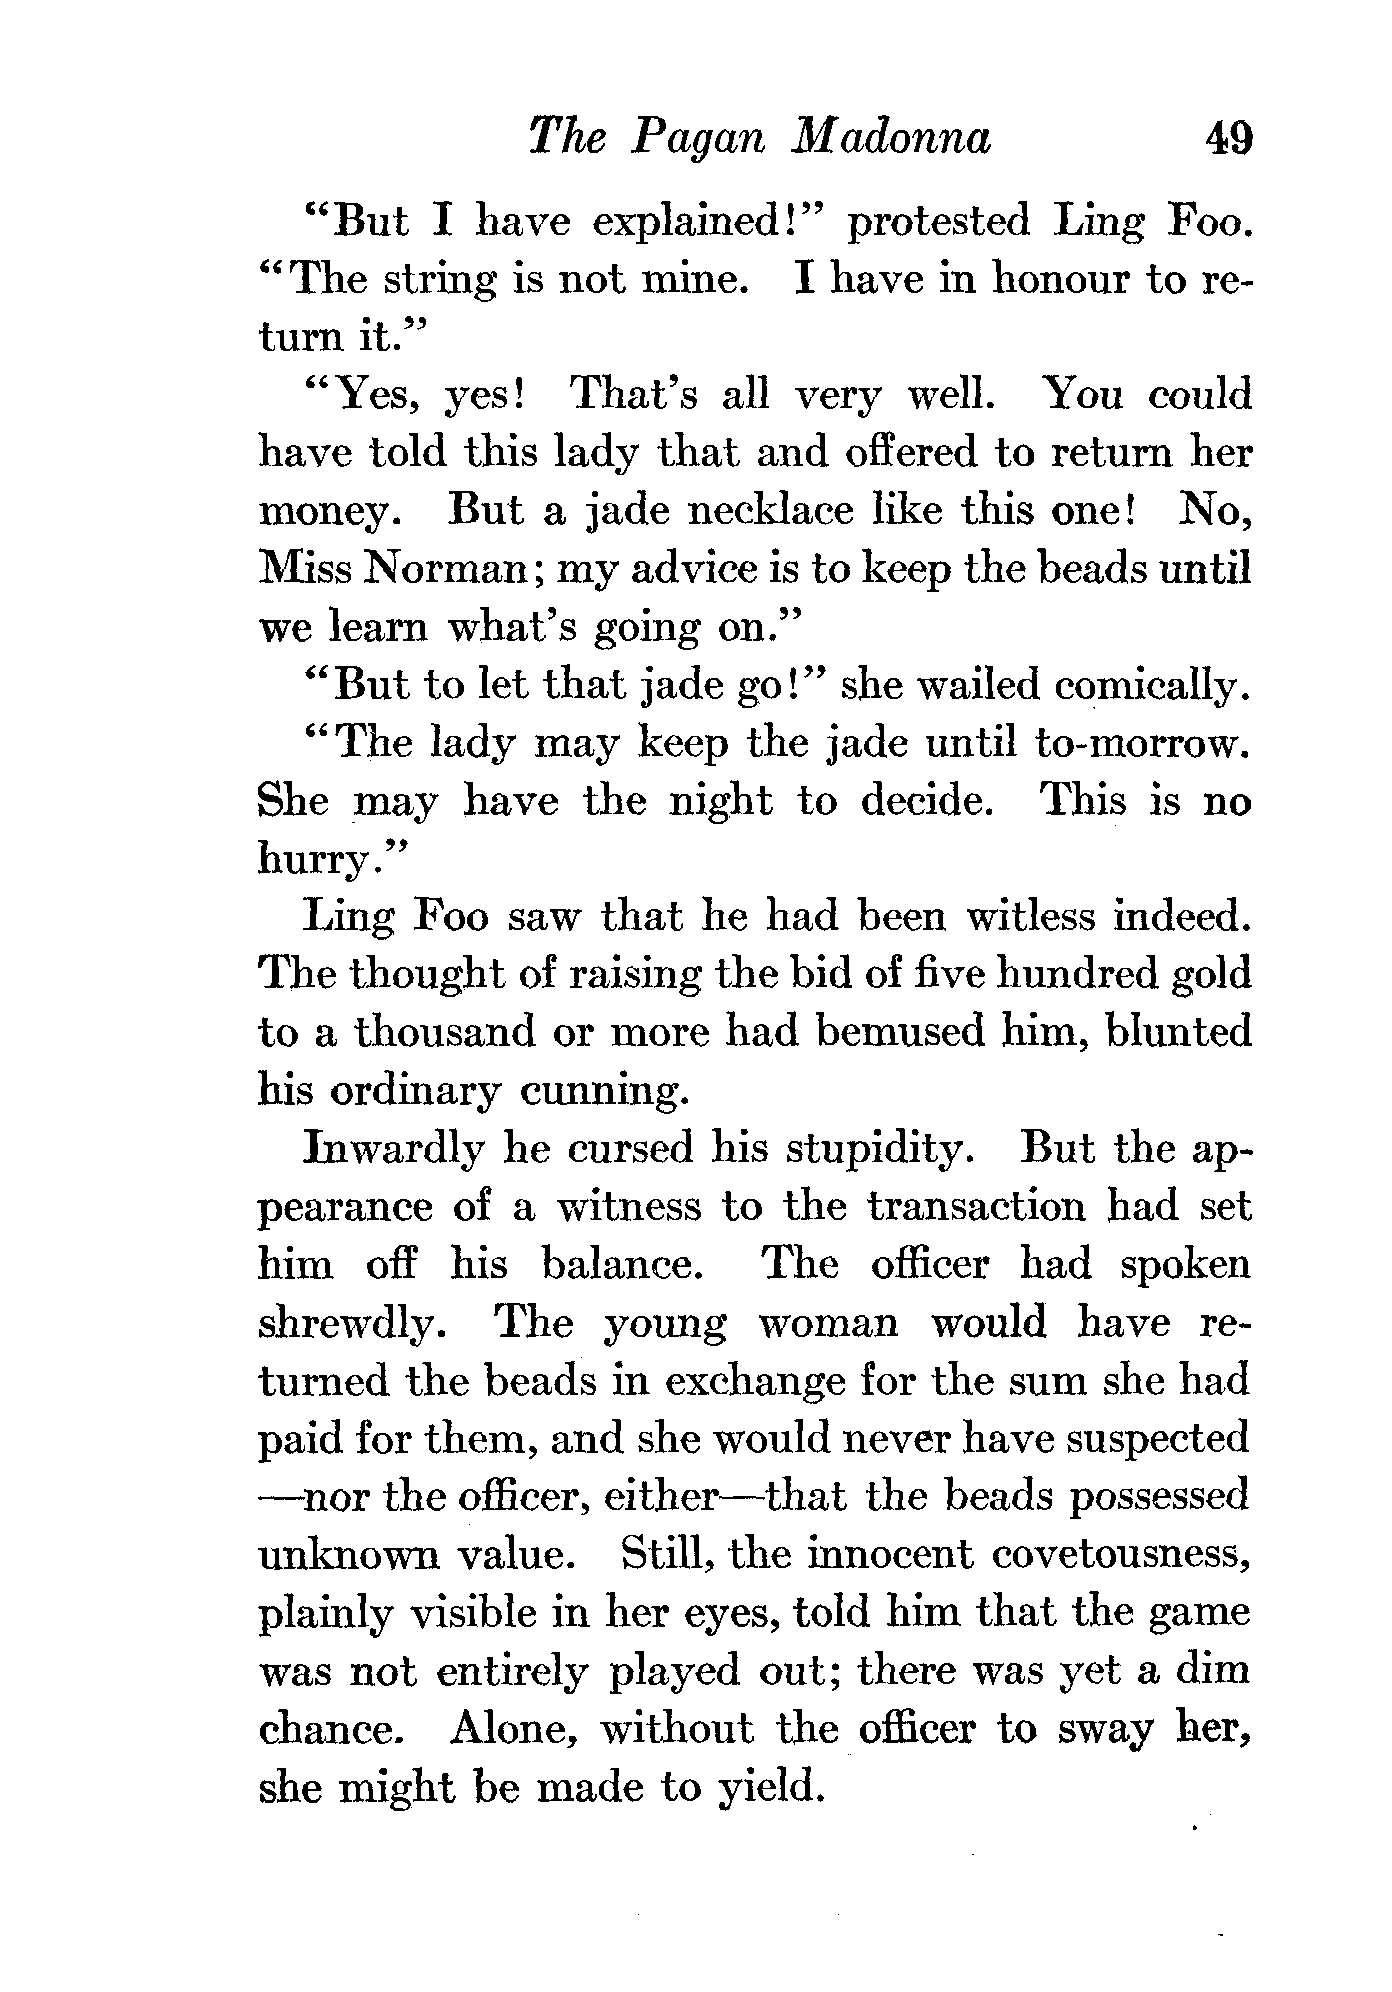 The Pagan Madonna 49
“But I have explained!” protested Ling Foo.
“The string is not mine. I have in honour to re-
turn it.”
“Yes, yes! That’s all very well. You could
have told this lady that and offered to return her
money. But a jade necklace like this one! No,
Miss Norman; my advice is to keep the beads until
we learn what’s going on.”
“But to let that jade go!” she wailed comically.
“The lady may keep the jade until to-morrow.
She may have the night to decide. This is no
hurry.”
Ling Foo saw that he had been witless indeed.
The thought of raising the bid of five hundred gold
to a thousand or more had bemused him, blunted
his ordinary cunning.
Inwardly he cursed his stupidity. But the ap-
pearance of a witness to the transaction had set
him off his balance. The officer had spoken
shrewdly. The young woman would have re-
turned the beads in exchange for the sum she had
paid for them, and she would never have suspected
—nor the officer, either—that the beads possessed
unknown value. Still, the innocent covetousness,
plainly visible in her eyes, told him that the game
was not entirely played out; there was yet a dim
chance. Alone, without the officer to sway her,
she might be made to yield.